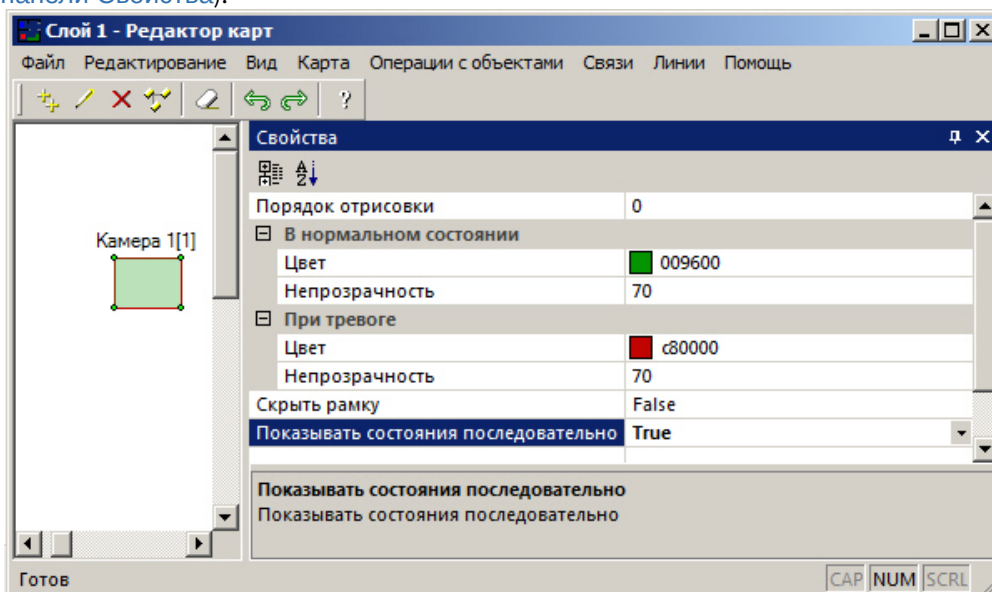 панели Свойства).
Слой 1 - Редактор карт
Файл Редактирование Вид Карта Операции с объектами Связи Линии Помощь
?
Свойства
A
Z
Порядок отрисовки 0
Камера 1[1]
В нормальном состоянии
Цвет 009600
Непрозрачность 70
При тревоге
Цвет c80000
Непрозрачность 70
Скрыть рамку False
Показывать состояния последовательно True
Показывать состояния последовательно
Показывать состояния последовательно
Готов CAP NUM SCRL